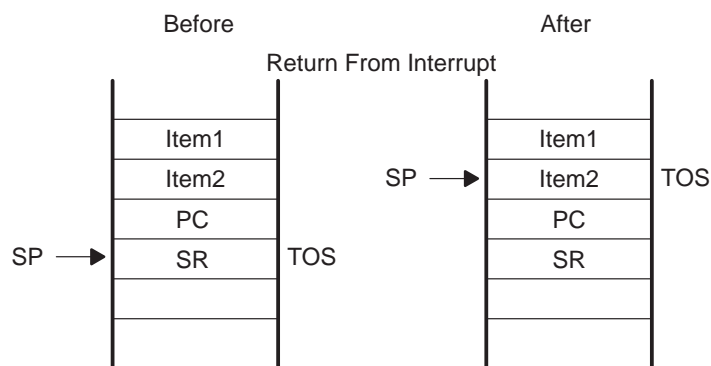 Before After
Return From Interrupt
Item1 Item1
Item2 SP Item2 TOS
PC PC
SP SR TOS SR